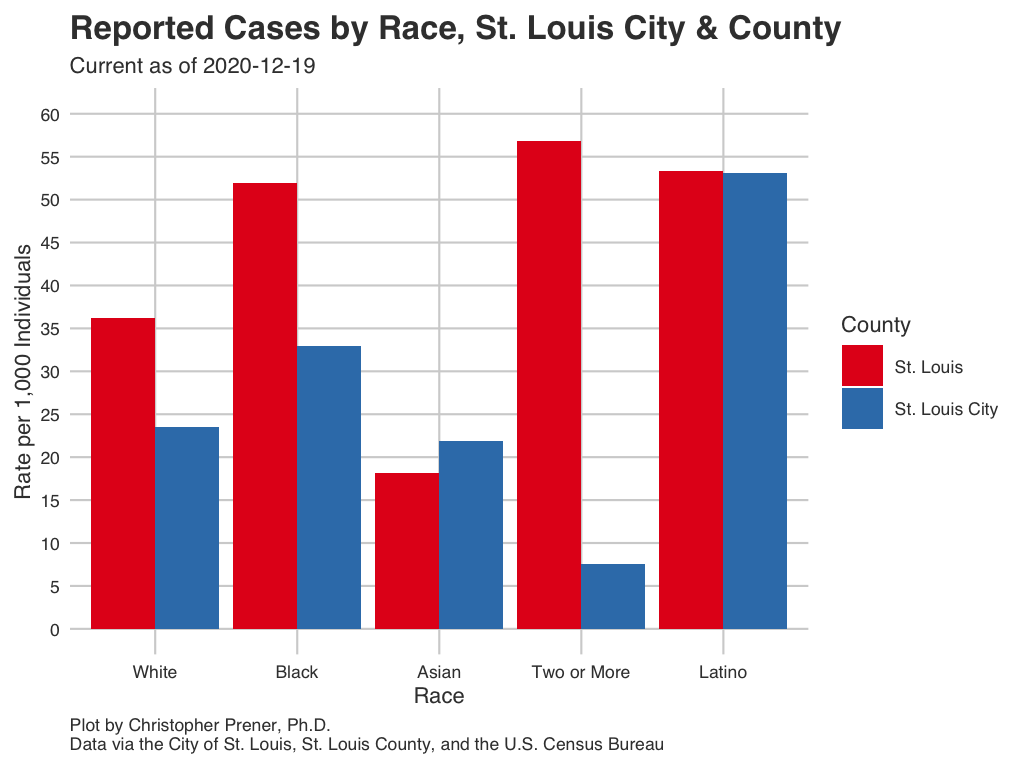 Reported Cases by Race, St. Louis City & County
Current as of 2020-12-19
Rate per 1,000 Individuals
60
55
50
45
40
35
30
25
20
15
10
5
0
White
Black
Asian
Two or More
Latino
Race
County
St. Louis
St. Louis City
Plot by Christopher Prener, Ph.D.
Data via the City of St. Louis, St. Louis County, and the U.S. Census Bureau